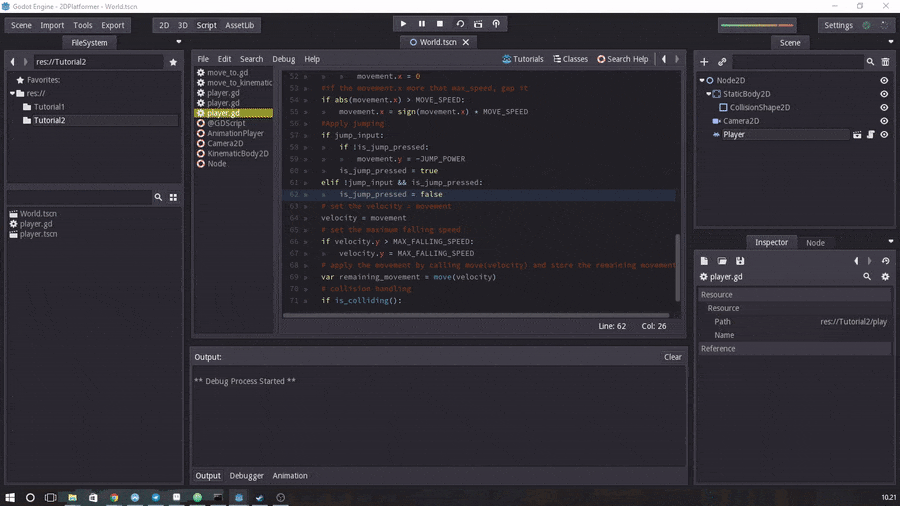 Godot Engine - 2DPlatformer - World.tscn
Scene Import Tools Export 2D 3D Script AssetLib Settings
FileSystem
World.tscn
Scene
res://Tutorial2
Favorites:
res://
Tutorial1
Tutorial2
World.tscn
player.gd
player.tscn
File Edit Search Debug Help Tutorials Classes Search Help
move_to.gd
move_to_kinematic
player.gd
player.gd
player.gd
@GDScript
AnimationPlayer
Camera2D
KinematicBody2D
Node
52 movement.x = 0
53 #if the movement.x more that max_speed, gap it
54 if abs(movement.x) > MOVE_SPEED:
55 movement.x = sign(movement.x) * MOVE_SPEED
56 #Apply jumping
57 if jump_input:
58 if !is_jump_pressed:
59 movement.y = -JUMP_POWER
60 is_jump_pressed = true
61 elif !jump_input && is_jump_pressed:
62 is_jump_pressed = false
63 # set the velocity = movement
64 velocity = movement
65 # set the maximum falling speed
66 if velocity.y > MAX_FALLING_SPEED:
67 velocity.y = MAX_FALLING_SPEED
68 # apply the movement by calling move(velocity) and store the remaining movement
69 var remaining_movement = move(velocity)
70 # collision handling
71 if is_colliding():
Line: 62 Col: 26
Output: Clear
** Debug Process Started **
Output Debugger Animation
Node2D
StaticBody2D
CollisionShape2D
Camera2D
Player
Inspector Node
player.gd
Resource
Resource
Path res://Tutorial2/play
Name
Reference
10.21